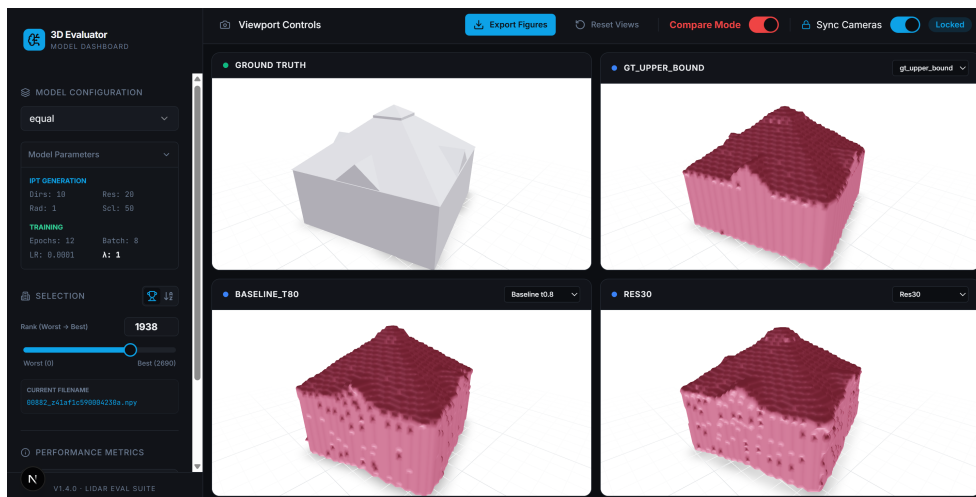 3D Evaluator
MODEL DASHBOARD
MODEL CONFIGURATION
equal
Model Parameters
IPT GENERATION
Dirs: 10 Res: 20
Rad: 1 Scl: 50
TRAINING
Epochs: 12 Batch: 8
LR: 0.0001 λ: 1
SELECTION
Rank (Worst → Best) 1938
Worst (0) Best (2690)
CURRENT FILENAME
00882_z41af1c590004230a.npy
PERFORMANCE METRICS
N
V1.4.0 · LIDAR EVAL SUITE
Viewport Controls
Export Figures
Reset Views
Compare Mode
Sync Cameras
Locked
GROUND TRUTH
GT_UPPER_BOUND
gt_upper_bound
BASELINE_T80
Baseline t0.8
RES30
Res30